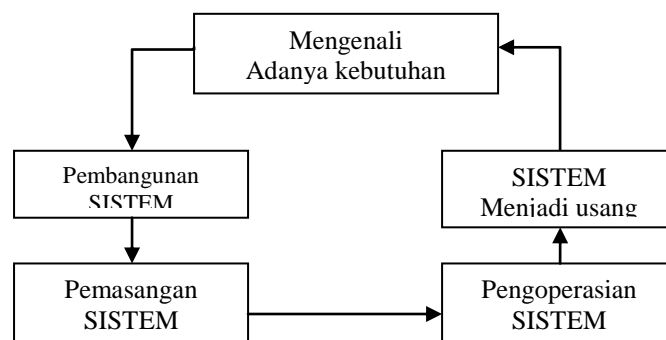 Mengenali
Adanya kebutuhan
Pembangunan
SISTEM
SISTEM
Menjadi usang
Pemasangan
SISTEM
Pengoperasian
SISTEM